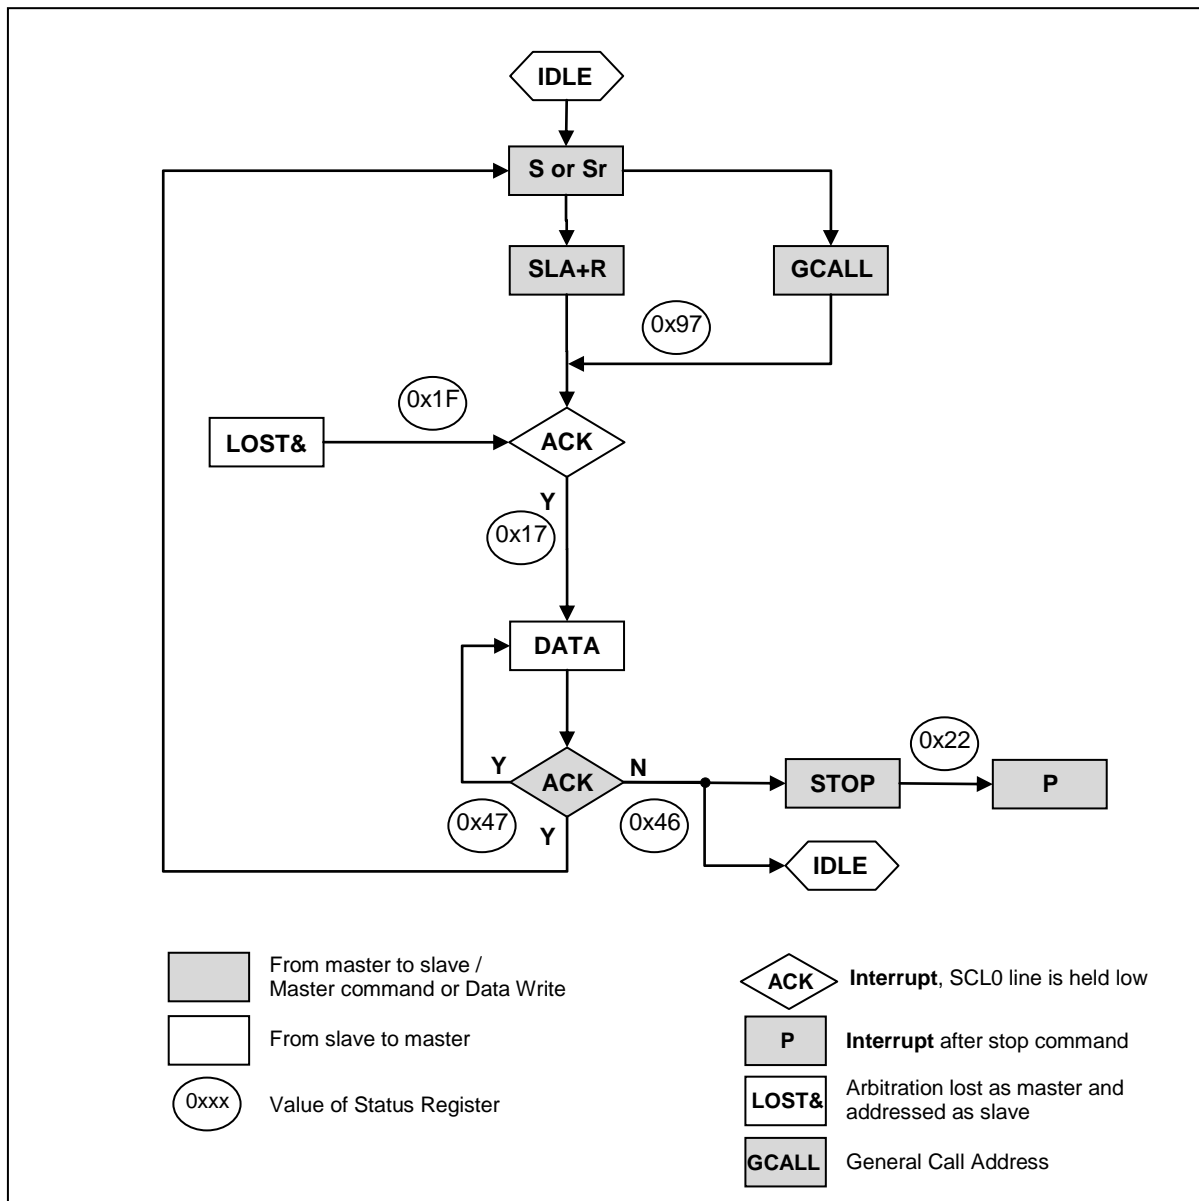 IDLE
S or Sr
SLA+R
GCALL
0x97
0x1F
LOST&
ACK
Y
0x17
DATA
0x22
Y
ACK
N
STOP
P
0x47
Y
0x46
IDLE
From master to slave /
Master command or Data Write
From slave to master
0xxx
Value of Status Register
ACK
Interrupt, SCL0 line is held low
P
Interrupt after stop command
LOST&
Arbitration lost as master and
addressed as slave
GCALL
General Call Address